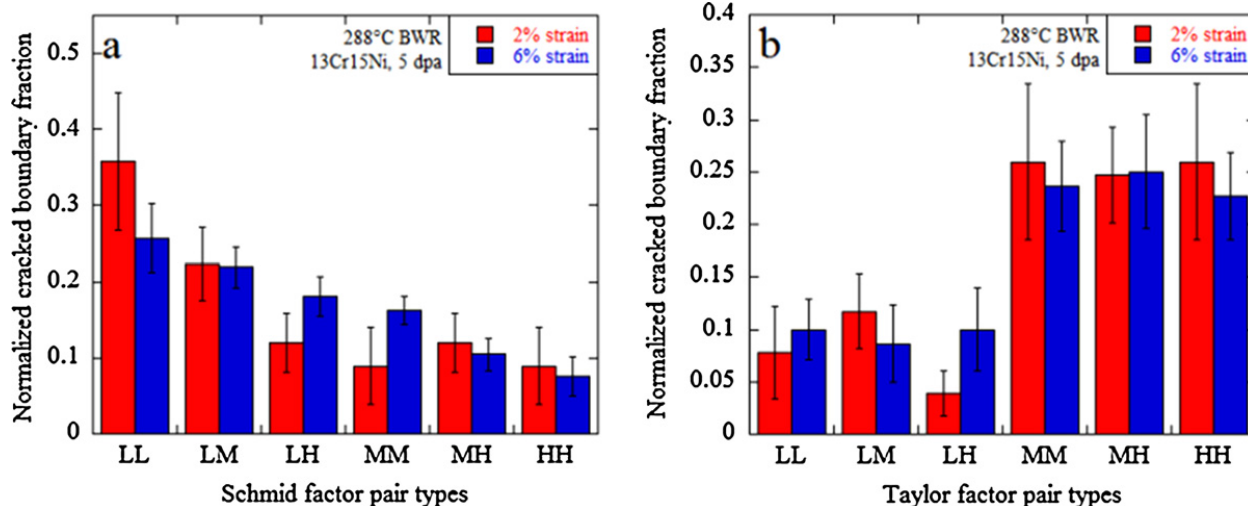 a
288°C BWR
13Cr15Ni, 5 dpa
2% strain
6% strain
Normalized cracked boundary fraction
0.5
0.4
0.3
0.2
0.1
0
LL LM LH MM MH HH
Schmid factor pair types
b
288°C BWR
13Cr15Ni, 5 dpa
2% strain
6% strain
Normalized cracked boundary fraction
0.4
0.35
0.3
0.25
0.2
0.15
0.1
0.05
0
LL LM LH MM MH HH
Taylor factor pair types